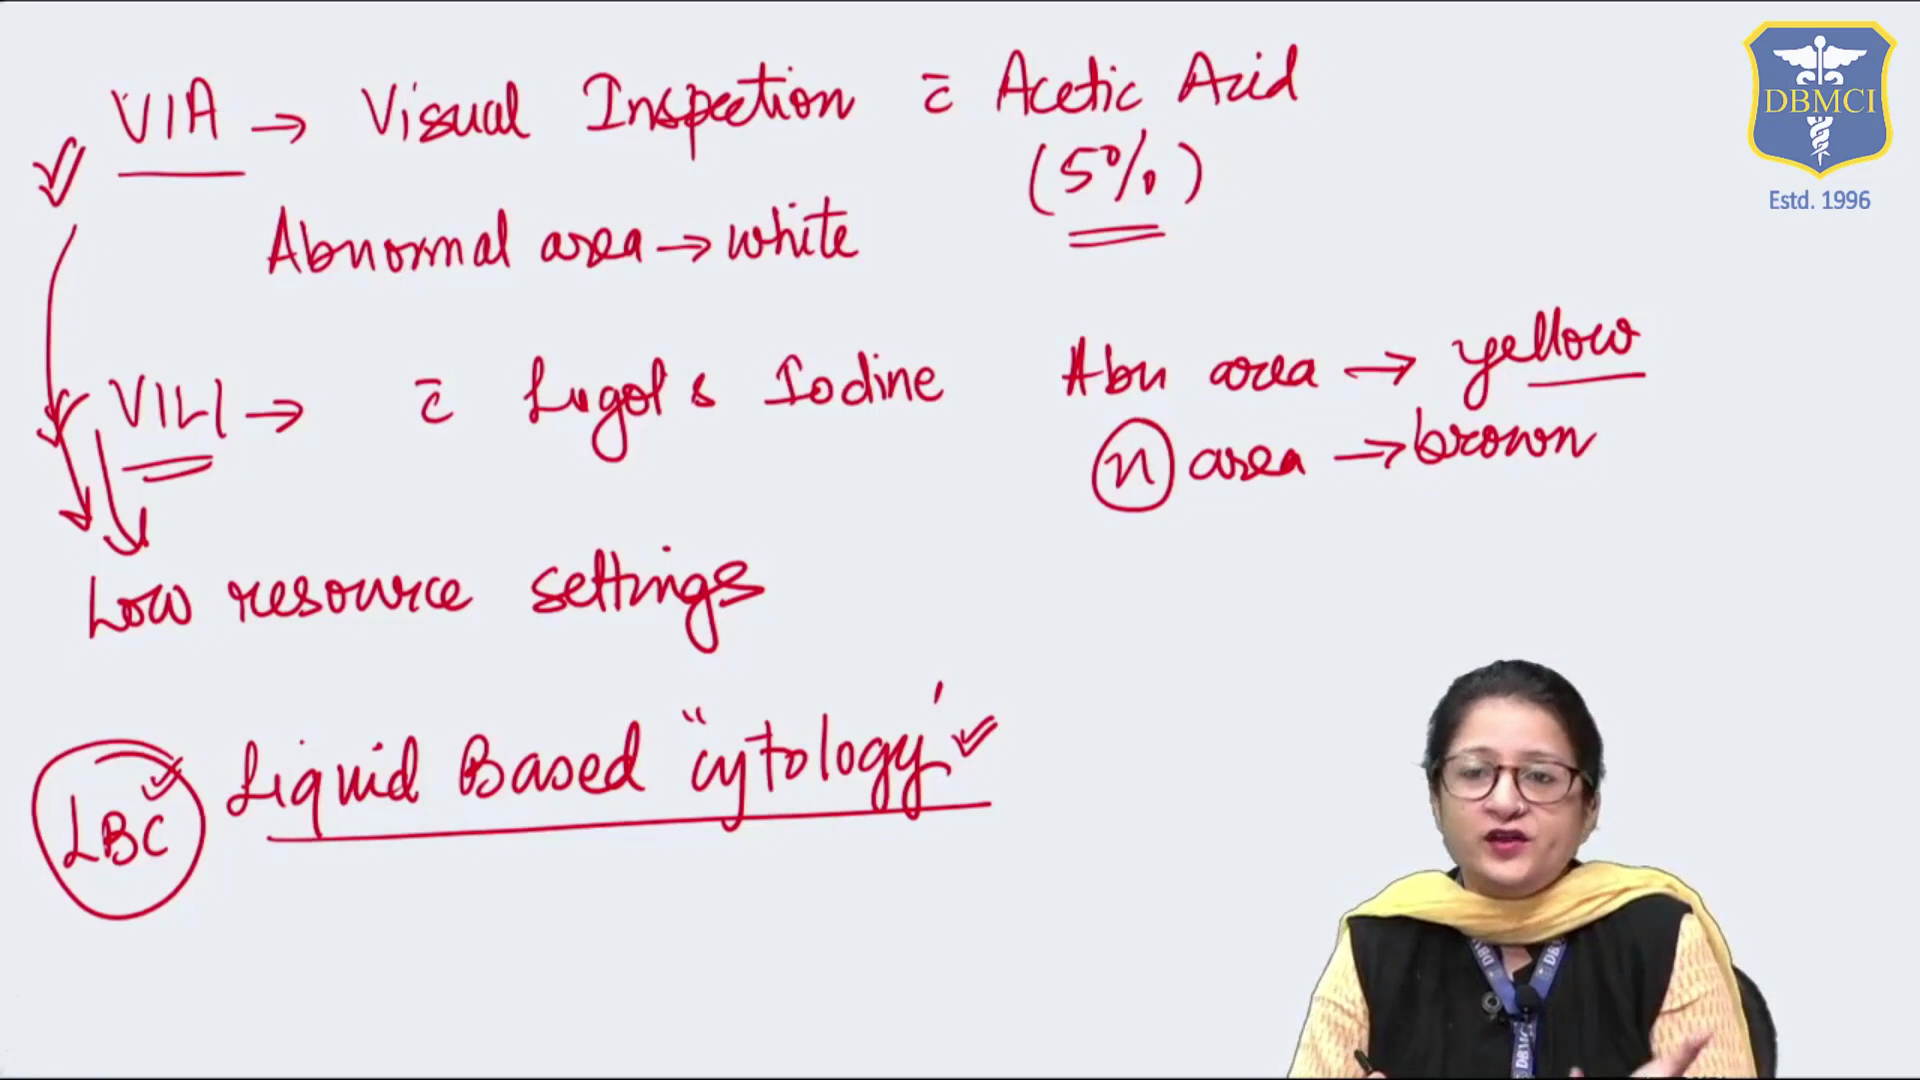 VIA → Visual Inspection c̄ Acetic Acid
(5%)
Abnormal area → white
VILI → c̄ Lugol's Iodine
Abn area → yellow
n area → brown
Low resource settings
LBC Liquid Based "cytology'
DBMCI
Estd. 1996
DBMCI